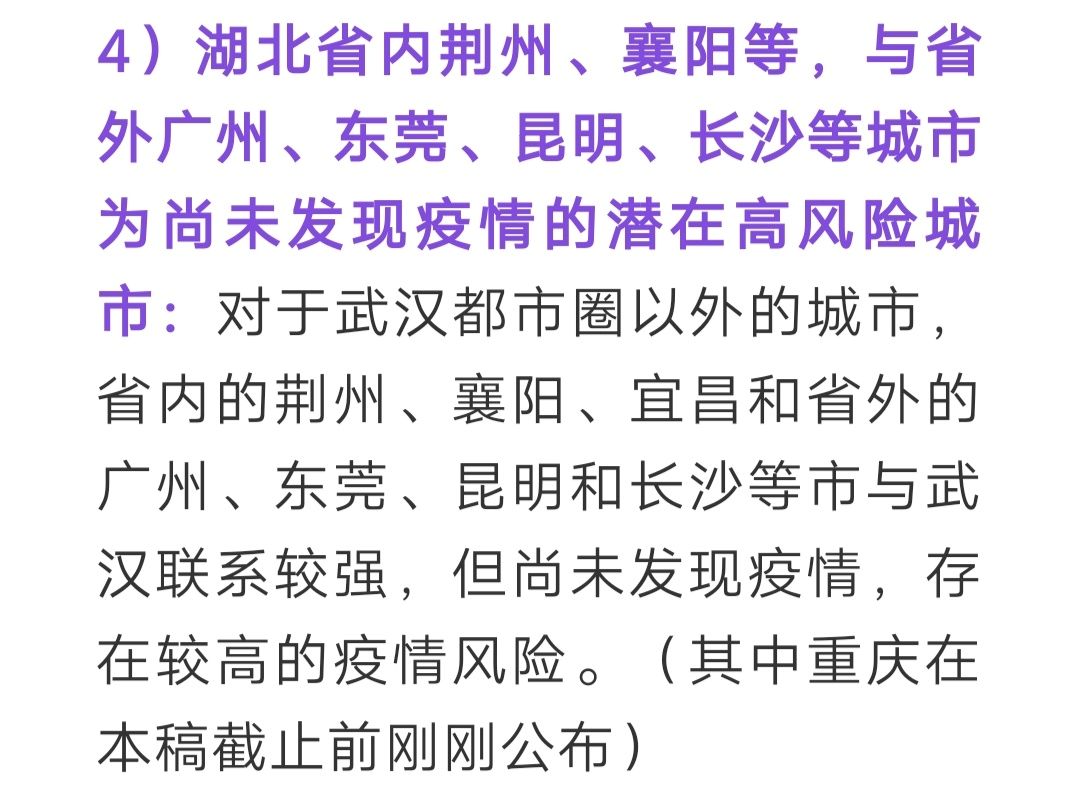 4）湖北省内荆州、襄阳等，与省
外广州、东莞、昆明、长沙等城市
为尚未发现疫情的潜在高风险城
市：对于武汉都市圈以外的城市，
省内的荆州、襄阳、宜昌和省外的
广州、东莞、昆明和长沙等市与武
汉联系较强，但尚未发现疫情，存
在较高的疫情风险。（其中重庆在
本稿截止前刚刚公布）